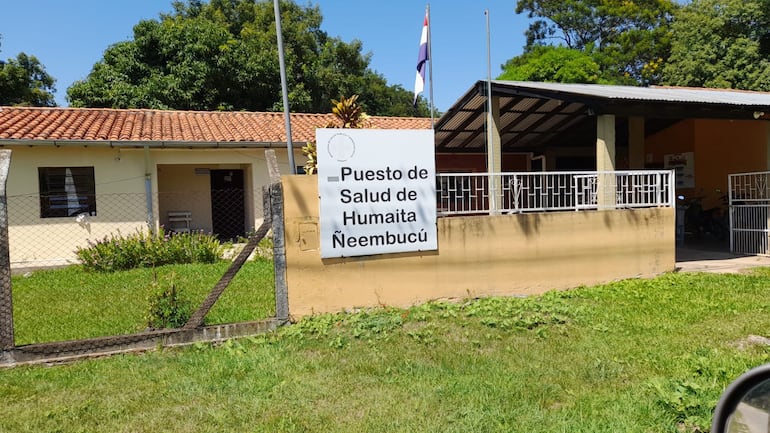 Puesto de
Salud de
Humaita
Ñeembucú